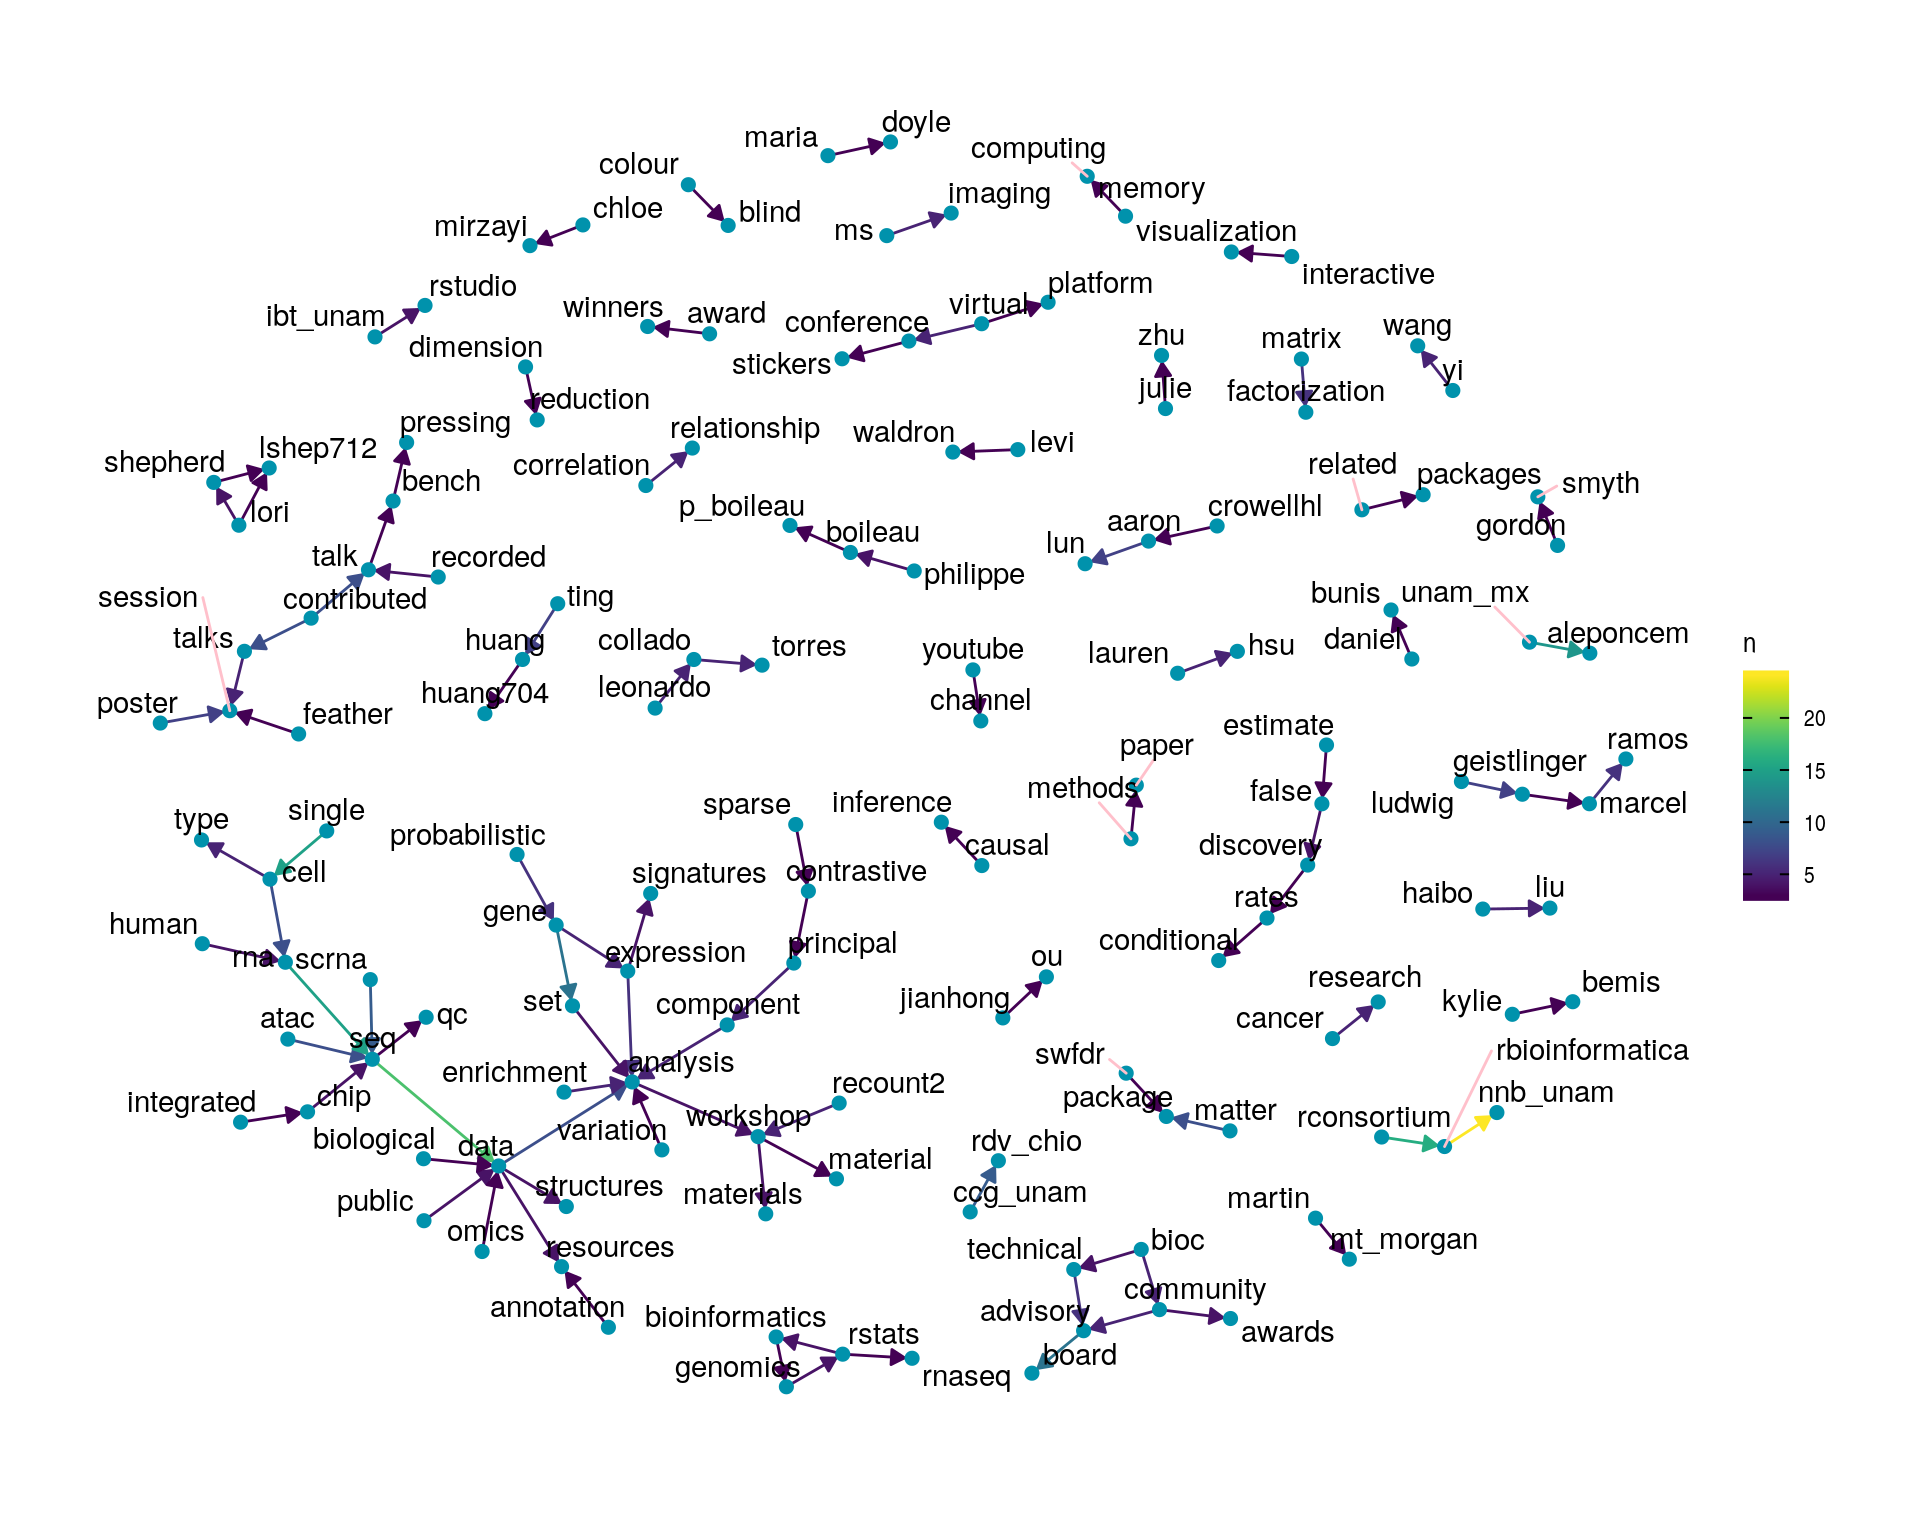 doyle
maria
computing
colour
memory
imaging
chloe
blind
mirzayi
ms
visualization
interactive
rstudio
platform
ibt_unam
winners
award
virtual
conference
dimension
stickers
zhu
matrix
wang
yi
julie
factorization
reduction
pressing
relationship
waldron
levi
lshep712
shepherd
correlation
related
packages
smyth
bench
lori
p_boileau
crowellhl
aaron
gordon
boileau
lun
talk
recorded
philippe
session
contributed
ting
bunis
unam_mx
talks
huang
collado
torres
youtube
lauren
hsu
daniel
aleponcem
n
poster
feather
huang704
leonardo
channel
20
estimate
paper
ramos
geistlinger
15
type
single
sparse
inference
methods
false
ludwig
marcel
10
probabilistic
causal
discovery
cell
signatures
contrastive
5
human
gene
rates
haibo
liu
rna
scrna
expression
principal
conditional
ou
research
atac
qc
set
component
jianhong
cancer
kylie
bemis
seq
analysis
swfdr
rbioinformatica
enrichment
recount2
nnb_unam
integrated
chip
workshop
package
matter
rconsortium
biological
data
variation
material
rdv_chio
public
structures
materials
ccg_unam
martin
omics
resources
technical
bioc
mt_morgan
annotation
community
bioinformatics
rstats
advisory
awards
genomics
rnaseq
board